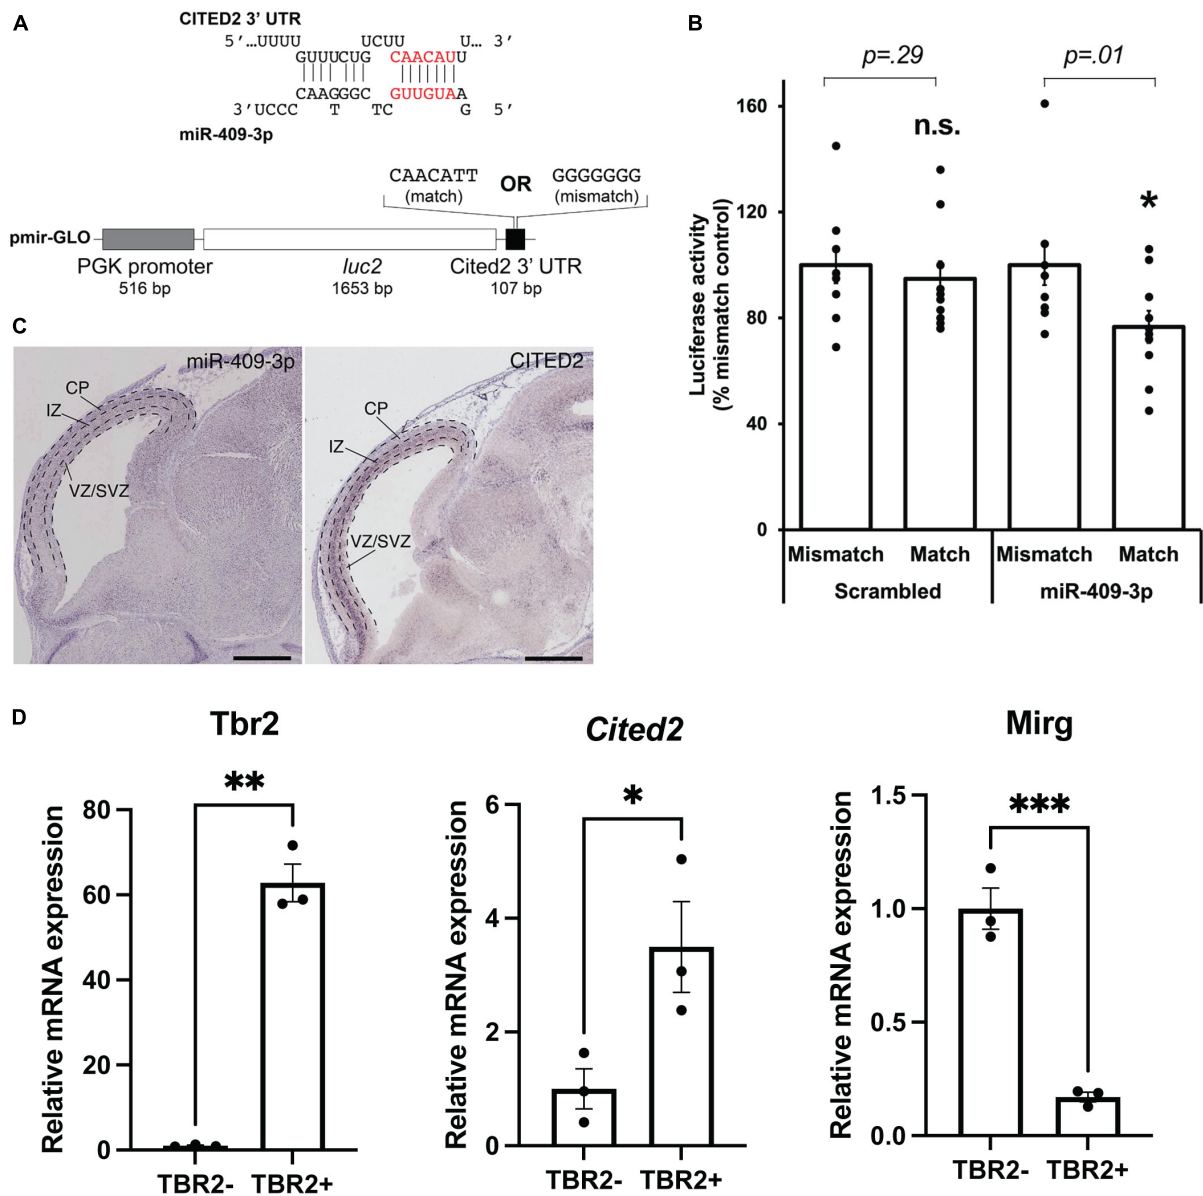 A
CITED2 3’ UTR
5’…UUUU UCUU U… 3’
GUUUCUG CAACAUU
CAAGGGC GUUGUAA
3’UCCC T TC G 5’
miR-409-3p
CAACATT OR GGGGGGG
(match) (mismatch)
pmir-GLO
PGK promoter luc2 Cited2 3’ UTR
516 bp 1653 bp 107 bp
B
p=.29 p=.01
n.s.
*
Luciferase activity
(% mismatch control)
160
120
80
40
0
Mismatch Match Mismatch Match
Scrambled miR-409-3p
C
miR-409-3p
CP
IZ
VZ/SVZ
CITED2
CP
IZ
VZ/SVZ
D
Tbr2
**
Relative mRNA expression
80
60
40
20
0
TBR2- TBR2+
Cited2
*
Relative mRNA expression
6
4
2
0
TBR2- TBR2+
Mirg
***
Relative mRNA expression
1.5
1.0
0.5
0.0
TBR2- TBR2+